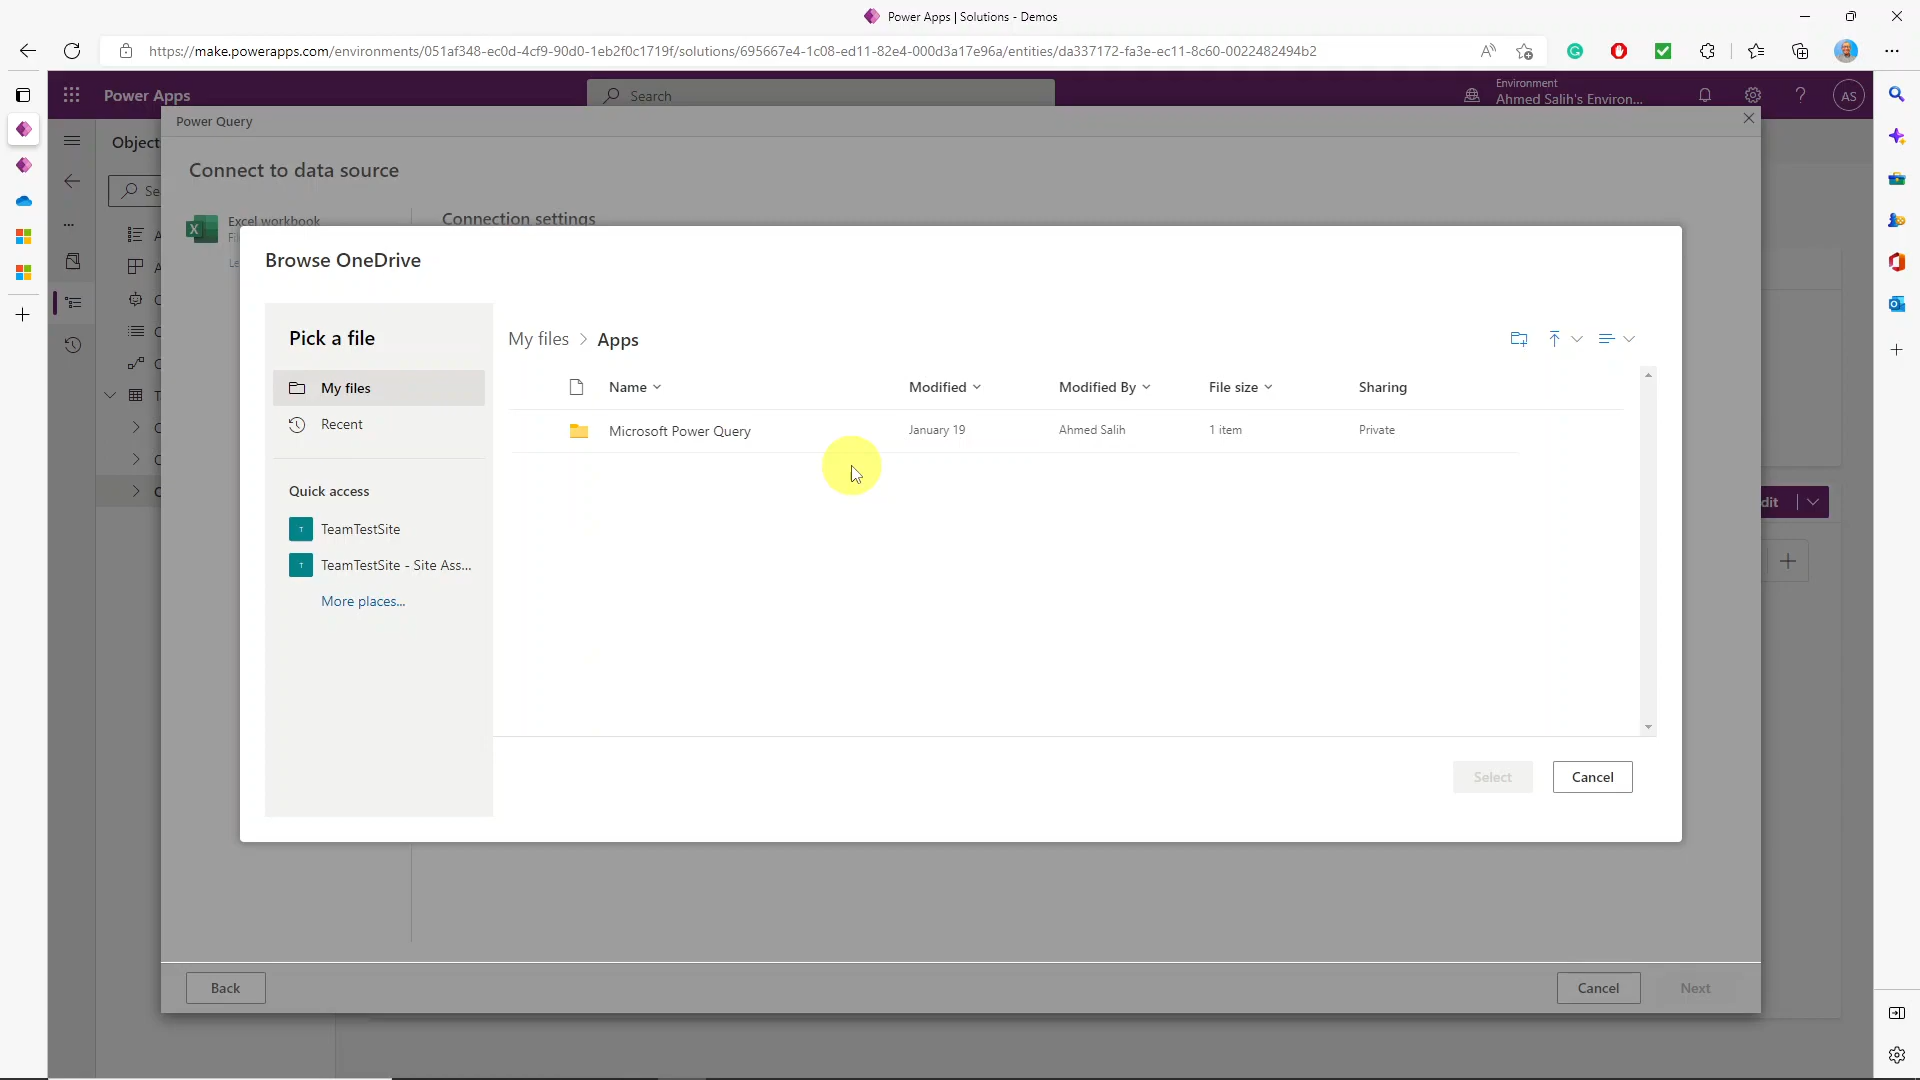 Power Apps | Solutions - Demos
https://make.powerapps.com/environments/051af348-ec0d-4cf9-90d0-1eb2f0c1719f/solutions/695667e4-1c08-ed11-82e4-000d3a17e96a/entities/da337172-fa3e-ec11-8c60-0022482494b2
Power Apps
Search
Environment
Ahmed Salih's Environ...
AS
Power Query
Object
Connect to data source
Se
Excel workbook
Connection settings
Fil
Le
Browse OneDrive
Pick a file
My files > Apps
My files
Name
Modified
Modified By
File size
Sharing
Recent
Microsoft Power Query
January 19
Ahmed Salih
1 item
Private
Quick access
TeamTestSite
TeamTestSite - Site Ass...
More places...
dit
Select
Cancel
Back
Cancel
Next